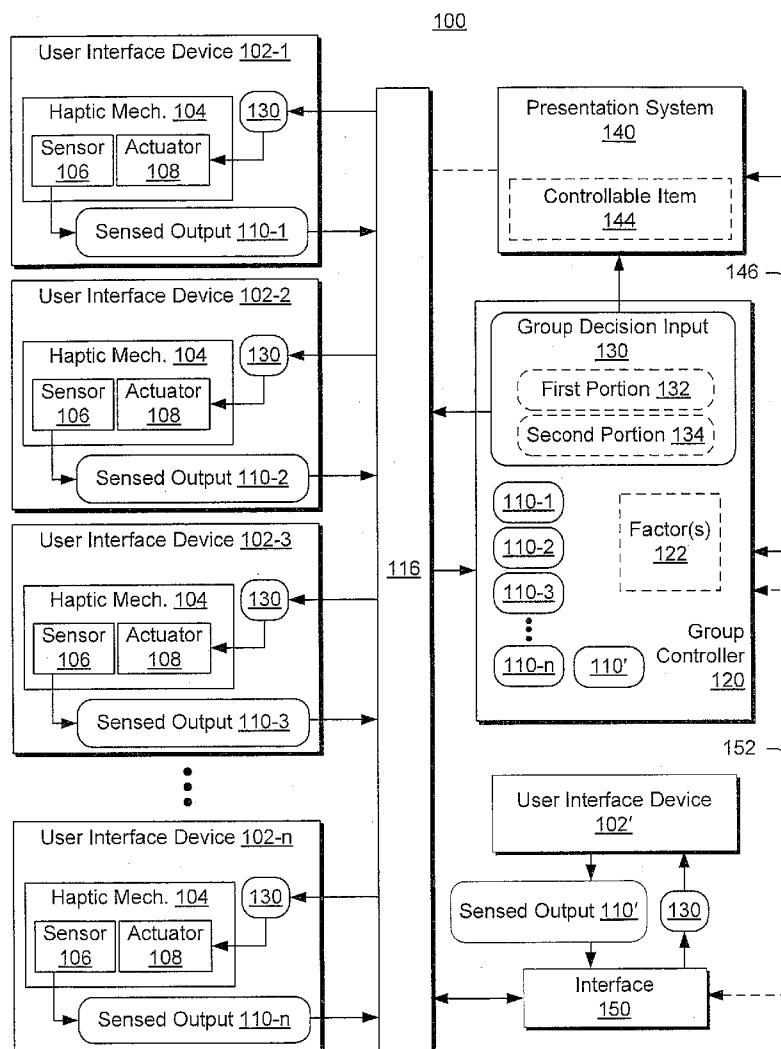 100
User Interface Device 102-1
Haptic Mech. 104
130
Sensor
106
Actuator
108
Sensed Output 110-1
User Interface Device 102-2
Haptic Mech. 104
130
Sensor
106
Actuator
108
Sensed Output 110-2
User Interface Device 102-3
Haptic Mech. 104
130
Sensor
106
Actuator
108
Sensed Output 110-3
User Interface Device 102-n
Haptic Mech. 104
130
Sensor
106
Actuator
108
Sensed Output 110-n
116
Presentation System
140
Controllable Item
144
146
Group Decision Input
130
First Portion 132
Second Portion 134
110-1
110-2
110-3
110-n
110'
Factor(s)
122
Group
Controller
120
152
User Interface Device
102'
Sensed Output 110'
130
Interface
150